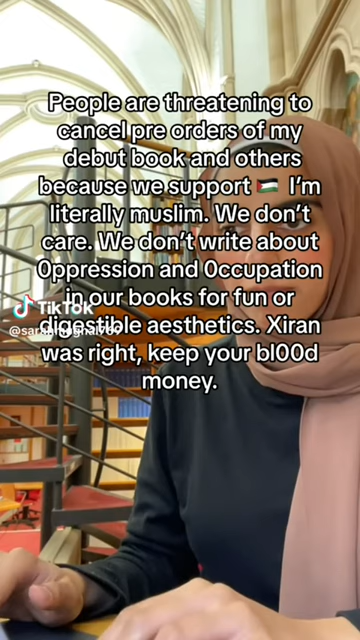 People are threatening to
cancel pre orders of my
debut book and others
because we support 🇵🇸 I'm
literally muslim. We don't
care. We don't write about
0ppression and 0ccupation
in our books for fun or
digestible aesthetics. Xiran
was right, keep your bl00d
money.
TikTok